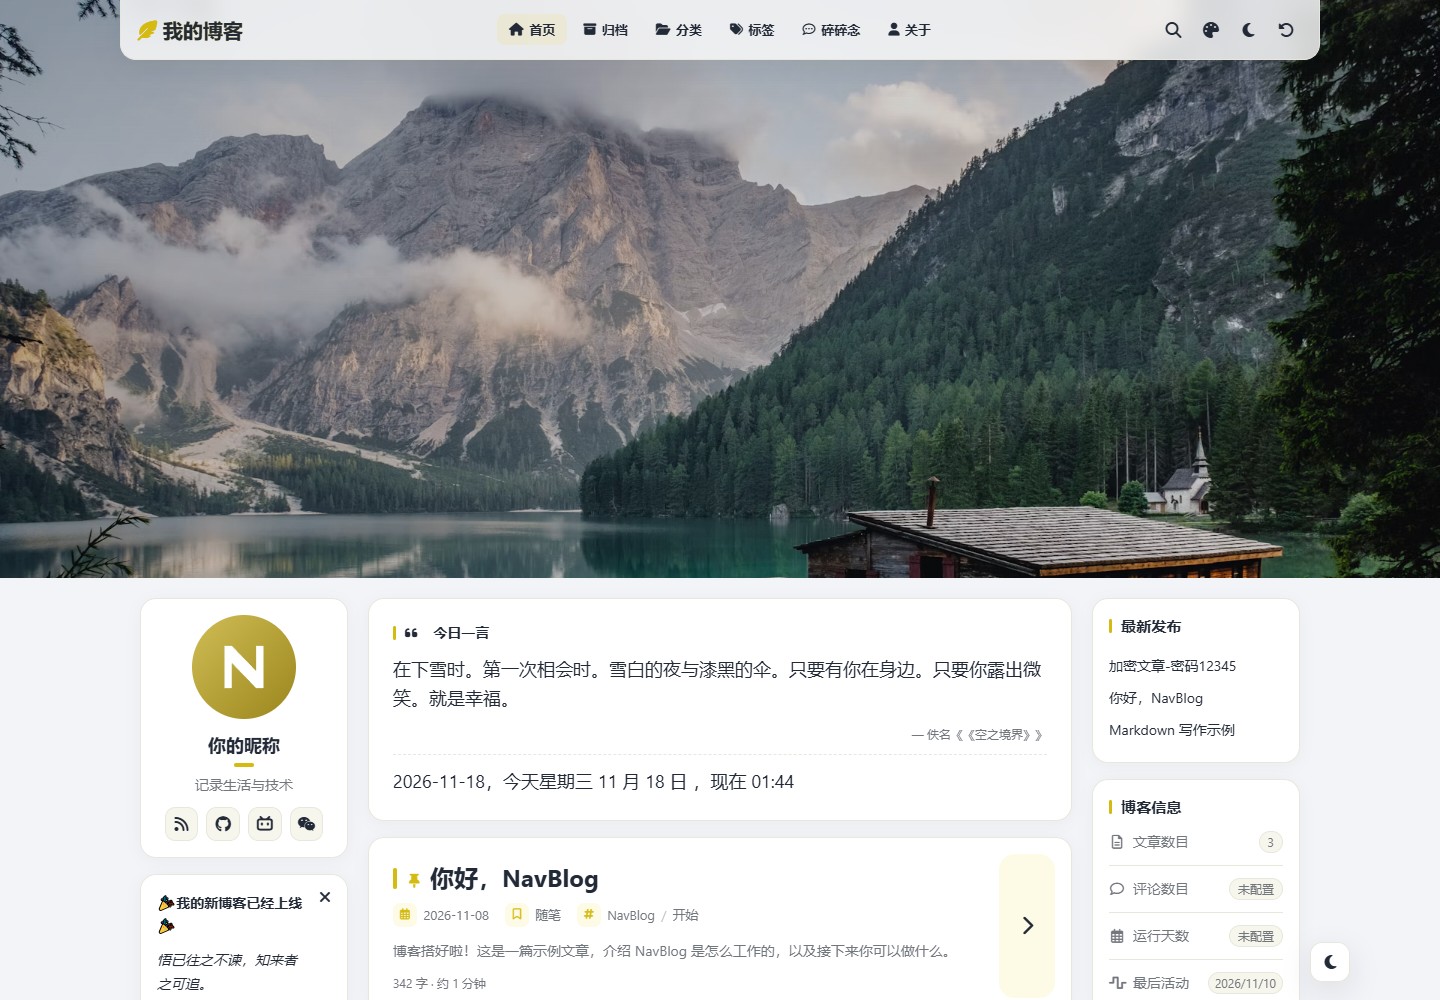 我的博客
首页
归档
分类
标签
碎碎念
关于
N
你的昵称
记录生活与技术
🎉我的新博客已经上线
🎉
悟已往之不谏，知来者
之可追。
今日一言
在下雪时。第一次相会时。雪白的夜与漆黑的伞。只要有你在身边。只要你露出微
笑。就是幸福。
— 佚名《《空之境界》》
2026-11-18，今天星期三 11 月 18 日 ，现在 01:44
你好，NavBlog
2026-11-08 随笔 NavBlog / 开始
博客搭好啦！这是一篇示例文章，介绍 NavBlog 是怎么工作的，以及接下来你可以做什么。
342 字 · 约 1 分钟
最新发布
加密文章-密码12345
你好，NavBlog
Markdown 写作示例
博客信息
文章数目 3
评论数目 未配置
运行天数 未配置
最后活动 2026/11/10